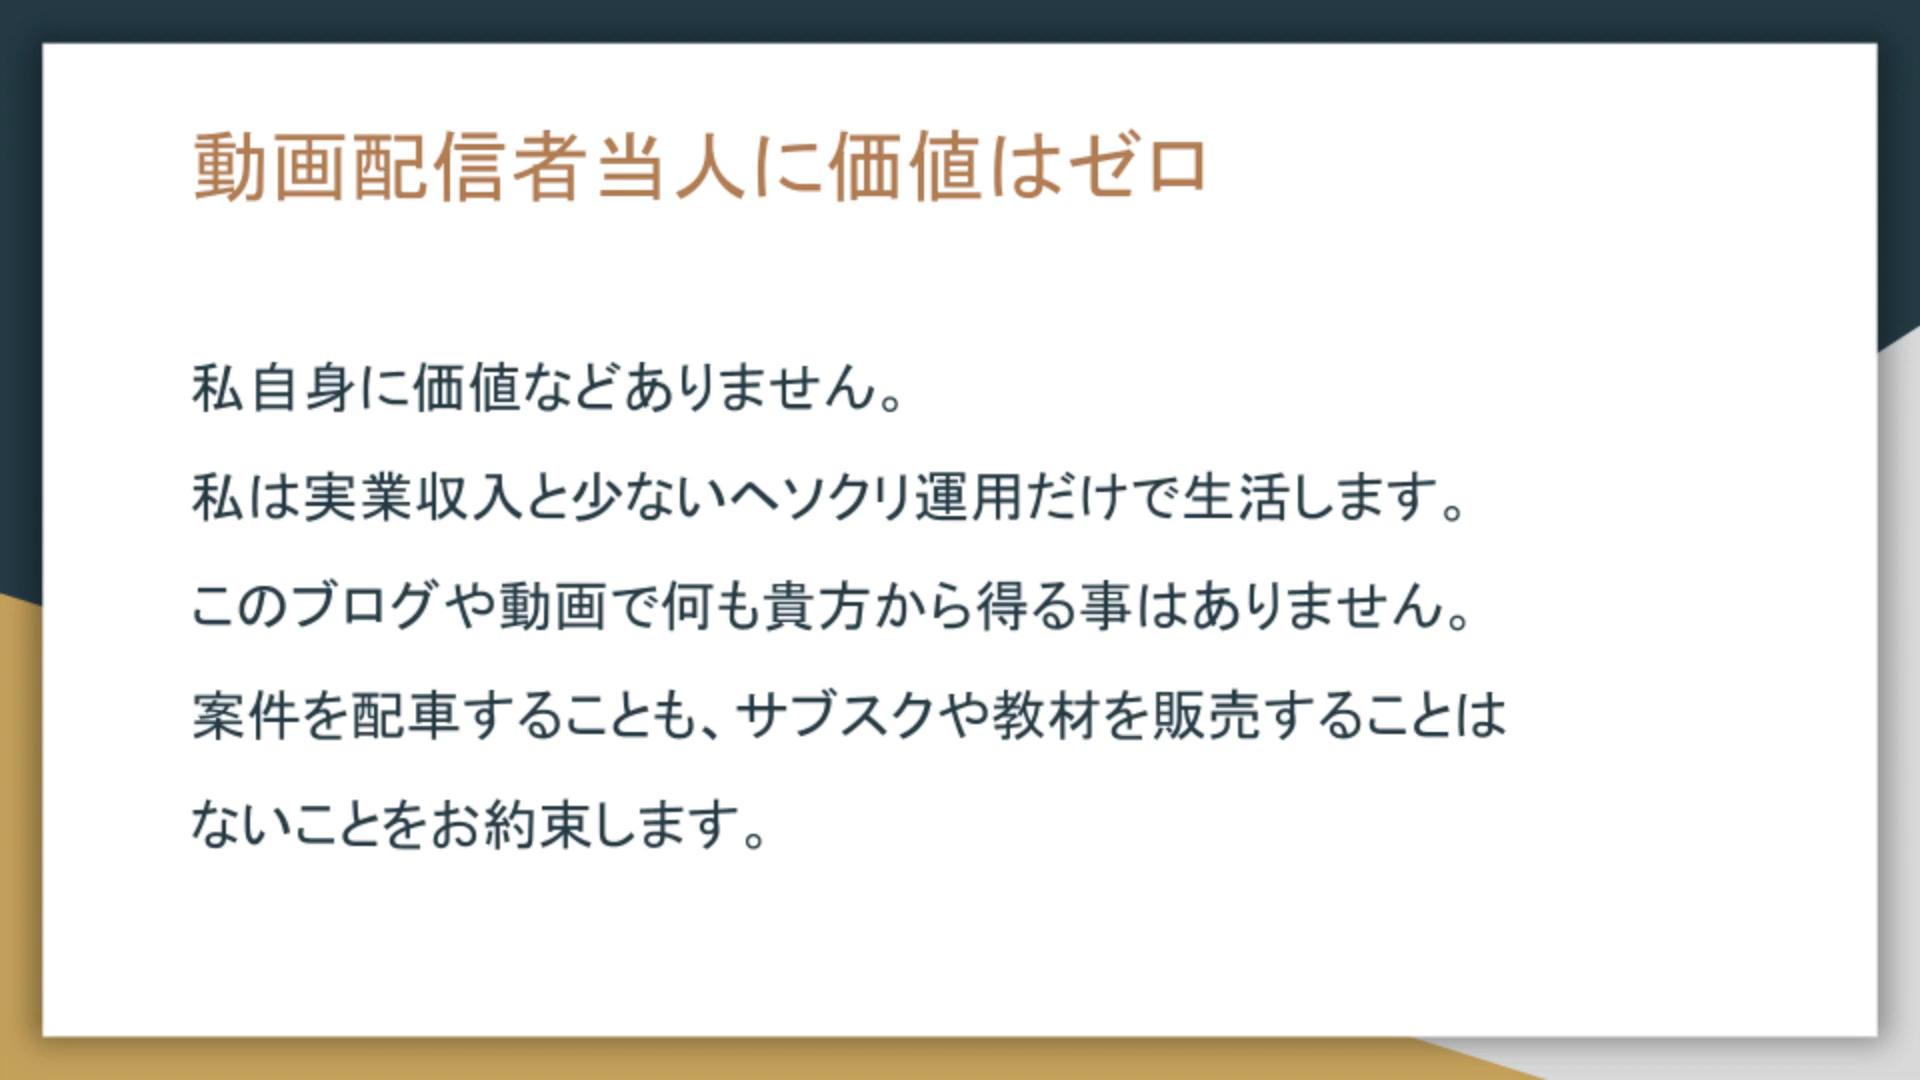 動画配信者当人に価値はゼロ
私自身に価値などありません。
私は実業収入と少ないヘソクリ運用だけで生活します。
このブログや動画で何も貴方から得る事はありません。
案件を配車することも、サブスクや教材を販売することは
ないことをお約束します。